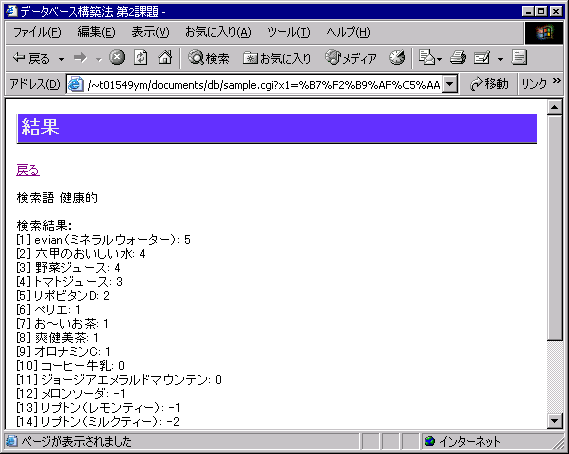 データベース構築法 第2課題 -
ファイル(F) 編集(E) 表示(V) お気に入り(A) ツール(T) ヘルプ(H)
戻る 検索 お気に入り メディア
アドレス(D) /~t01549ym/documents/db/sample.cgi?x1=%B7%F2%B9%AF%C5%AA 移動 リンク »
結果
戻る
検索語 健康的
検索結果:
[1] evian(ミネラルウォーター): 5
[2] 六甲のおいしい水: 4
[3] 野菜ジュース: 4
[4] トマトジュース: 3
[5] リポビタンD: 2
[6] ペリエ: 1
[7] お～いお茶: 1
[8] 爽健美茶: 1
[9] オロナミンC: 1
[10] コーヒー牛乳: 0
[11] ジョージアエメラルドマウンテン: 0
[12] メロンソーダ: -1
[13] リプトン(レモンティー): -1
[14] リプトン(ミルクティー): -2
ページが表示されました インターネット